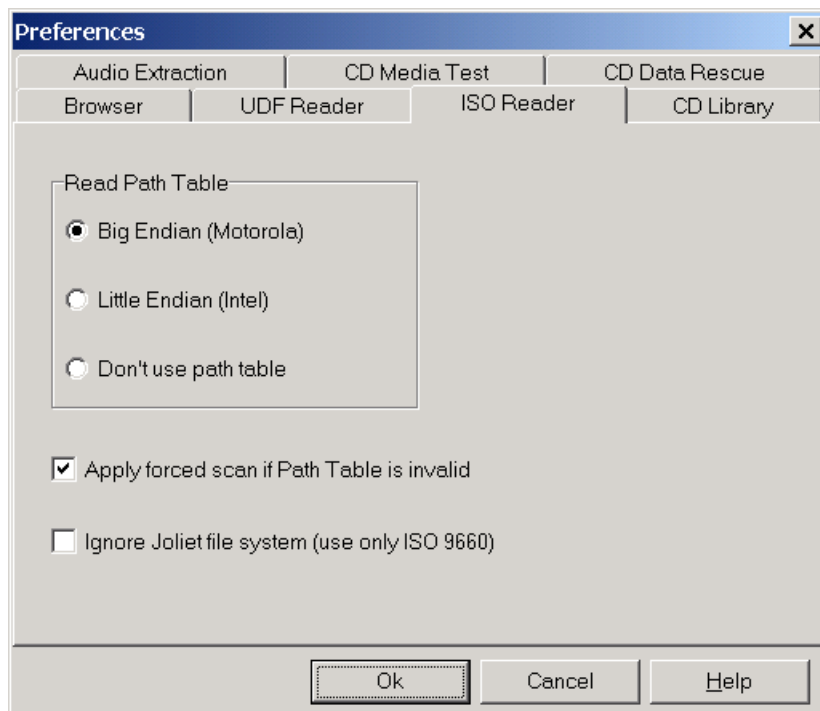 Preferences
Audio Extraction
CD Media Test
CD Data Rescue
Browser
UDF Reader
ISO Reader
CD Library
Read Path Table
Big Endian (Motorola)
Little Endian (Intel)
Don't use path table
Apply forced scan if Path Table is invalid
Ignore Joliet file system (use only ISO 9660)
Ok
Cancel
Help